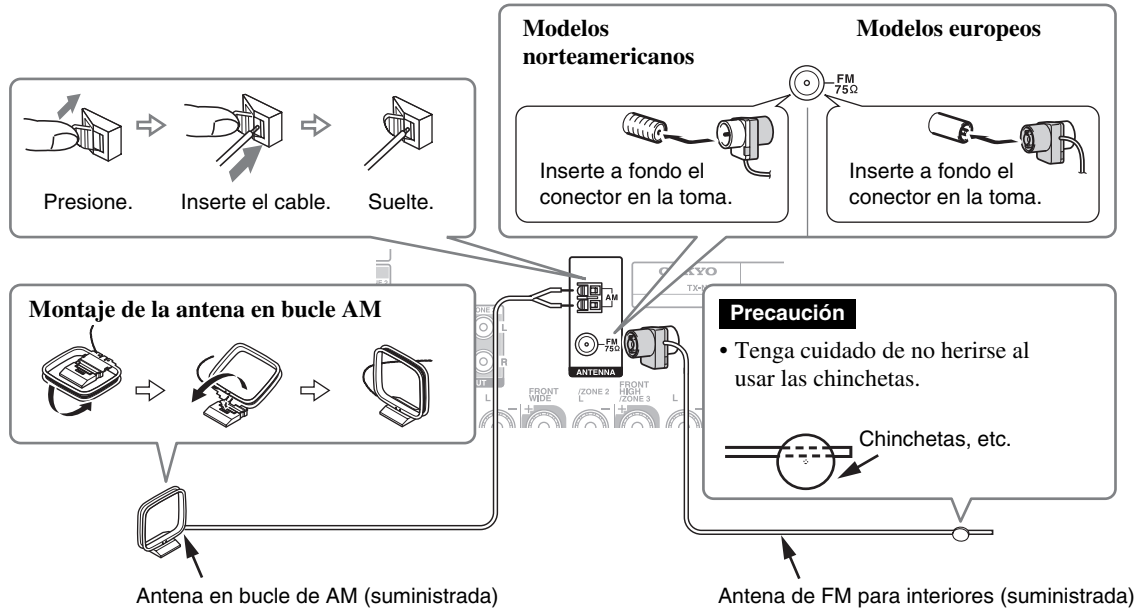 Modelos
norteamericanos
Modelos europeos
FM
75Ω
Inserte a fondo el
conector en la toma.
Inserte a fondo el
conector en la toma.
Presione.
Inserte el cable.
Suelte.
Montaje de la antena en bucle AM
AM
FM
75Ω
ANTENNA
L
R
FRONT
WIDE
/ZONE 2
L
FRONT
HIGH
/ZONE 3
L
L
Precaución
• Tenga cuidado de no herirse al
usar las chinchetas.
Chinchetas, etc.
Antena en bucle de AM (suministrada)
Antena de FM para interiores (suministrada)